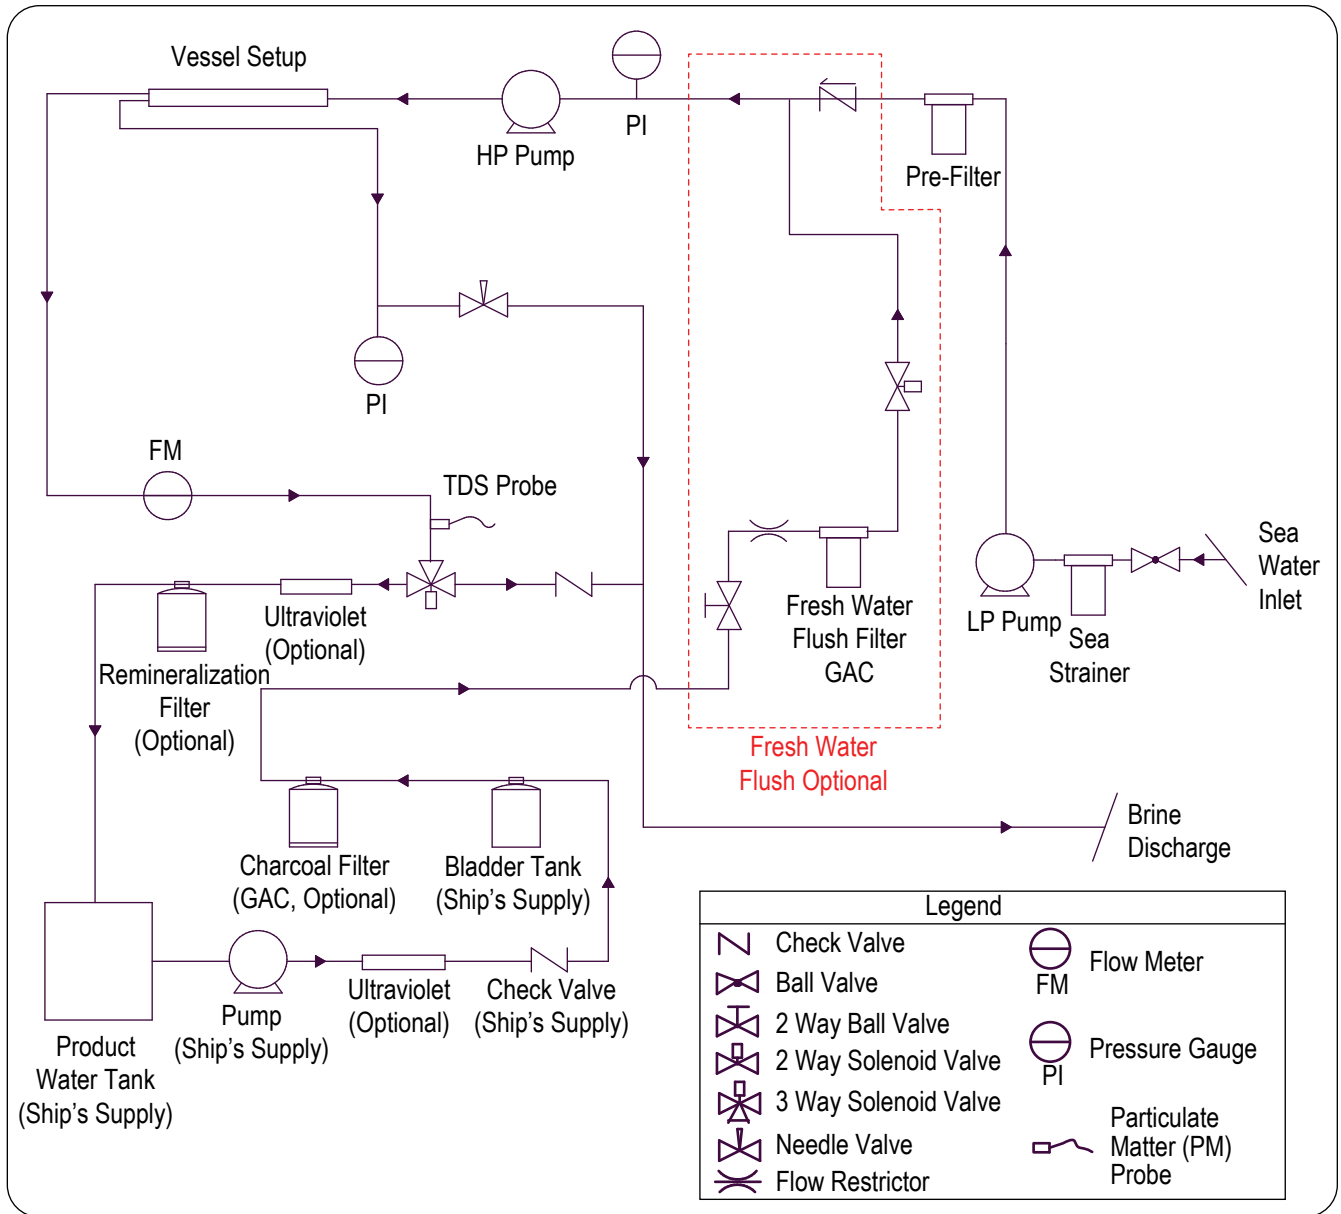 Vessel Setup
HP Pump
PI
Pre-Filter
PI
FM
TDS Probe
Sea
Water
Inlet
LP Pump
Sea
Strainer
Fresh Water
Flush Filter
GAC
Ultraviolet
(Optional)
Remineralization
Filter
(Optional)
Fresh Water
Flush Optional
Charcoal Filter
(GAC, Optional)
Bladder Tank
(Ship's Supply)
Brine
Discharge
Product
Water Tank
(Ship's Supply)
Pump
(Ship's Supply)
Ultraviolet
(Optional)
Check Valve
(Ship's Supply)
Legend
Check Valve
Ball Valve
2 Way Ball Valve
2 Way Solenoid Valve
3 Way Solenoid Valve
Needle Valve
Flow Restrictor
FM
Flow Meter
PI
Pressure Gauge
Particulate
Matter (PM)
Probe